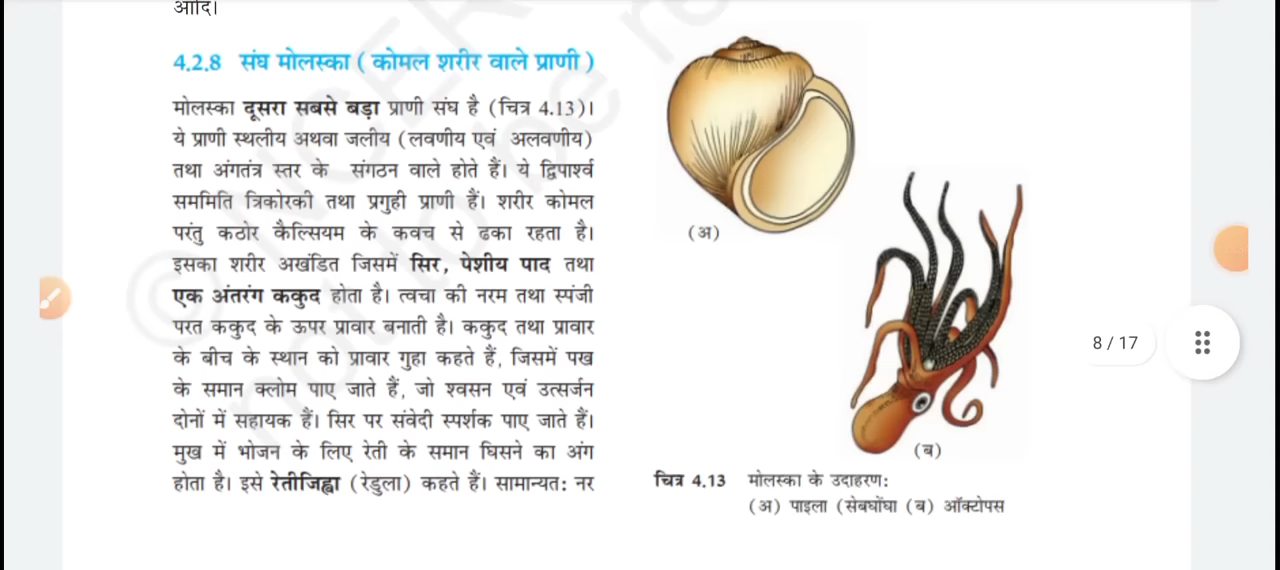 आदि।
4.2.8 संघ मोलस्का ( कोमल शरीर वाले प्राणी )
मोलस्का दूसरा सबसे बड़ा प्राणी संघ है (चित्र 4.13)।
ये प्राणी स्थलीय अथवा जलीय (लवणीय एवं अलवणीय)
तथा अंगतंत्र स्तर के संगठन वाले होते हैं। ये द्विपार्श्व
सममिति त्रिकोरकी तथा प्रगुही प्राणी हैं। शरीर कोमल
परंतु कठोर कैल्सियम के कवच से ढका रहता है।
इसका शरीर अखंडित जिसमें सिर, पेशीय पाद तथा
एक अंतरंग ककुद होता है। त्वचा की नरम तथा स्पंजी
परत ककुद के ऊपर प्रावार बनाती है। ककुद तथा प्रावार
के बीच के स्थान को प्रावार गुहा कहते हैं, जिसमें पख
के समान क्लोम पाए जाते हैं, जो श्वसन एवं उत्सर्जन
दोनों में सहायक हैं। सिर पर संवेदी स्पर्शक पाए जाते हैं।
मुख में भोजन के लिए रेती के समान घिसने का अंग
होता है। इसे रेतीजिह्वा (रेडुला) कहते हैं। सामान्यत: नर
(अ)
(ब)
चित्र 4.13 मोलस्का के उदाहरण:
(अ) पाइला (सेबघोंघा (ब) ऑक्टोपस
8 / 17